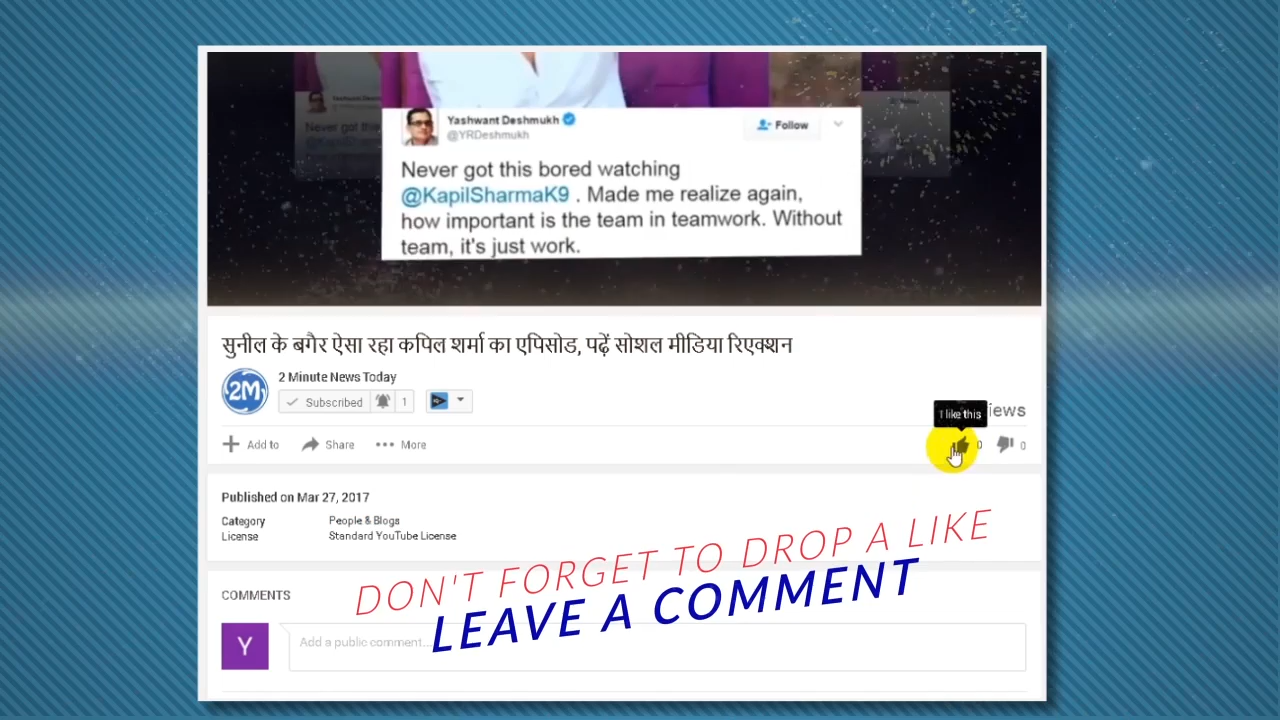 Yashwant Deshmukh
@YRDeshmukh
Follow
Never got this bored watching
@KapilSharmaK9 . Made me realize again,
how important is the team in teamwork. Without
team, it's just work.
सुनील के बगैर ऐसा रहा कपिल शर्मा का एपिसोड, पढ़ें सोशल मीडिया रिएक्शन
2M
2 Minute News Today
Subscribed 1
I like this
Add to Share More 0 0
Published on Mar 27, 2017
Category People & Blogs
License Standard YouTube License
DON'T FORGET TO DROP A LIKE
LEAVE A COMMENT
COMMENTS
Y
Add a public comment...